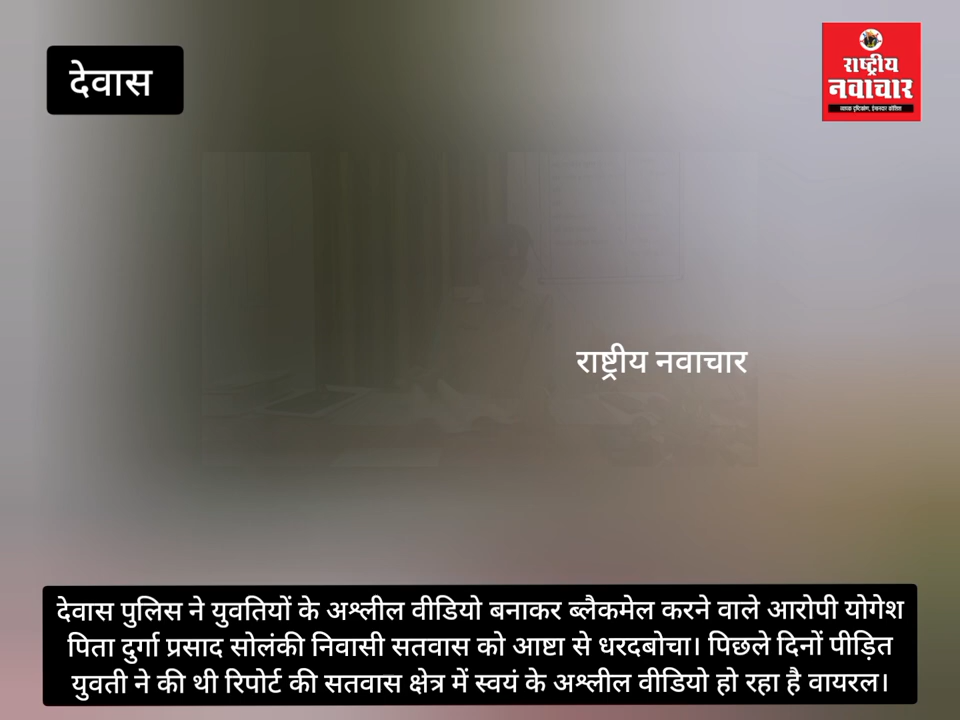 देवास
राष्ट्रीय
नवाचार
राष्ट्रीय नवाचार
देवास पुलिस ने युवतियों के अश्लील वीडियो बनाकर ब्लैकमेल करने वाले आरोपी योगेश
पिता दुर्गा प्रसाद सोलंकी निवासी सतवास को आष्टा से धरदबोचा। पिछले दिनों पीड़ित
युवती ने की थी रिपोर्ट की सतवास क्षेत्र में स्वयं के अश्लील वीडियो हो रहा है वायरल।